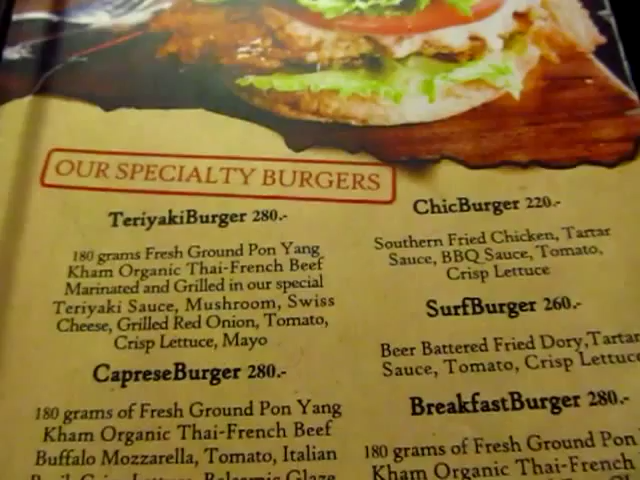 OUR SPECIALTY BURGERS
TeriyakiBurger 280.-
180 grams Fresh Ground Pon Yang
Kham Organic Thai-French Beef
Marinated and Grilled in our special
Teriyaki Sauce, Mushroom, Swiss
Cheese, Grilled Red Onion, Tomato,
Crisp Lettuce, Mayo
CapreseBurger 280.-
180 grams of Fresh Ground Pon Yang
Kham Organic Thai-French Beef
Buffalo Mozzarella, Tomato, Italian
ChicBurger 220.-
Southern Fried Chicken, Tartar
Sauce, BBQ Sauce, Tomato,
Crisp Lettuce
SurfBurger 260.-
Beer Battered Fried Dory,Tartar
Sauce, Tomato, Crisp Lettuce
BreakfastBurger 280.-
180 grams of Fresh Ground Pon
Kham Organic Thai-French